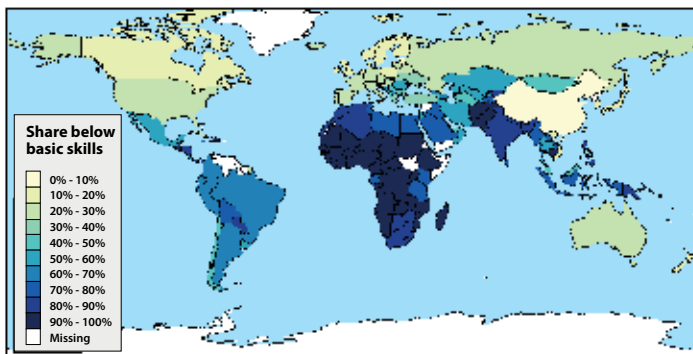 Share below
basic skills
0% - 10%
10% - 20%
20% - 30%
30% - 40%
40% - 50%
50% - 60%
60% - 70%
70% - 80%
80% - 90%
90% - 100%
Missing